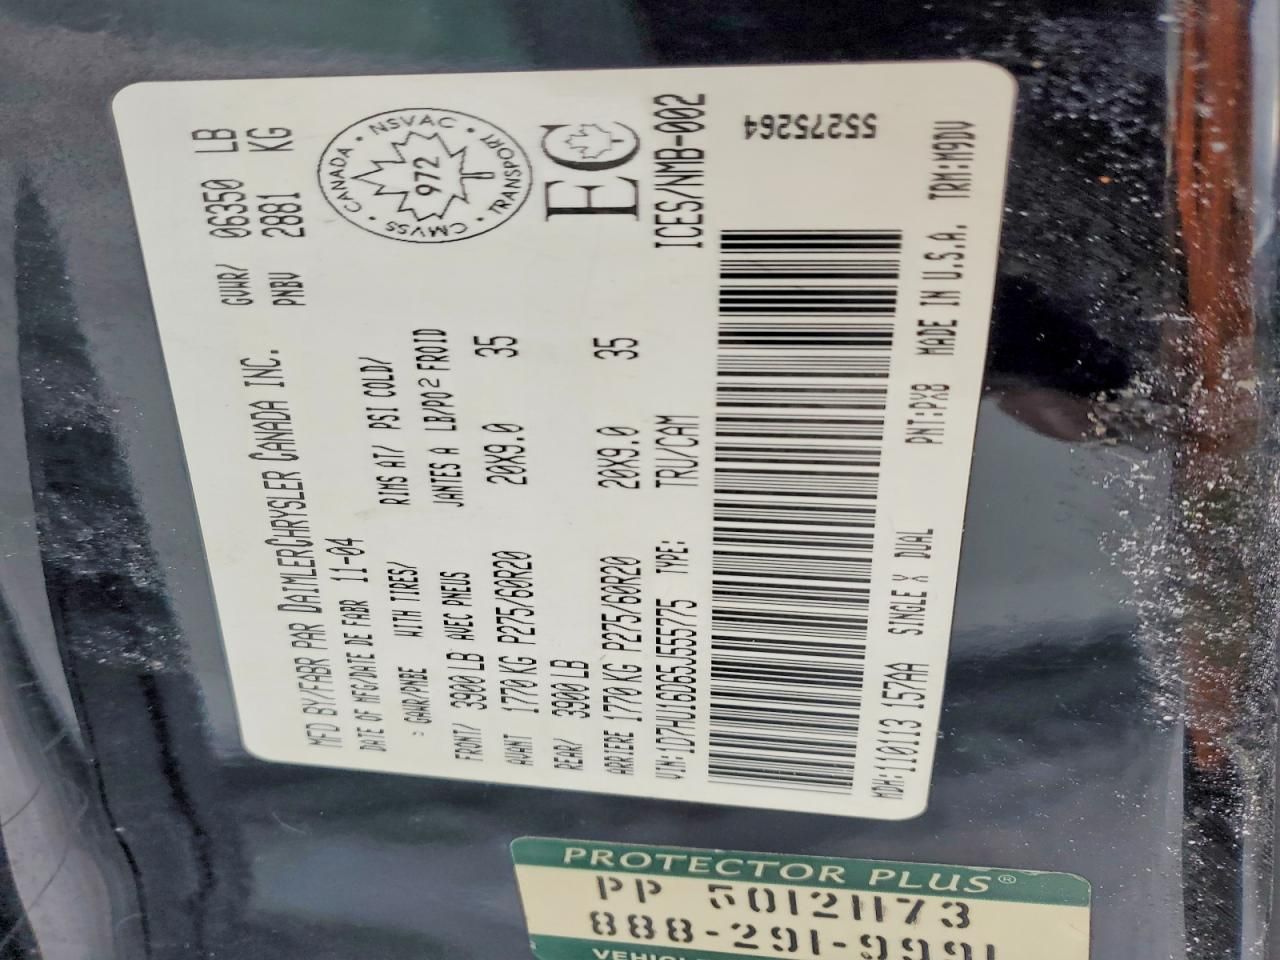 MFD BY/FABR PAR DAIMLERCHRYSLER CANADA INC.
DATE OF MFG/DATE DE FABR 11-04
GVWR/ 06350 LB
PNBV 2881 KG
GAWR/PNBE WITH TIRES/ RIMS AT/ PSI COLD/
AVEC PNEUS JANTES A LB/PO2 FROID
FRONT/ 3900 LB
AVANT 1770 KG P275/60R20 20X9.0 35
REAR/ 3900 LB
ARRIERE 1770 KG P275/60R20 20X9.0 35
CANADA • NSVAC • TRANSPORT • CMVSS
972
EC
VIN: 1D7HU16D65J555775 TYPE: TRU/CAM ICES/NMB-002
55275264
MDH: 110113 157AA SINGLE X DUAL
PNT: PX8 MADE IN U.S.A. TRM: M9DV
PROTECTOR PLUS®
PP
888-291-9991